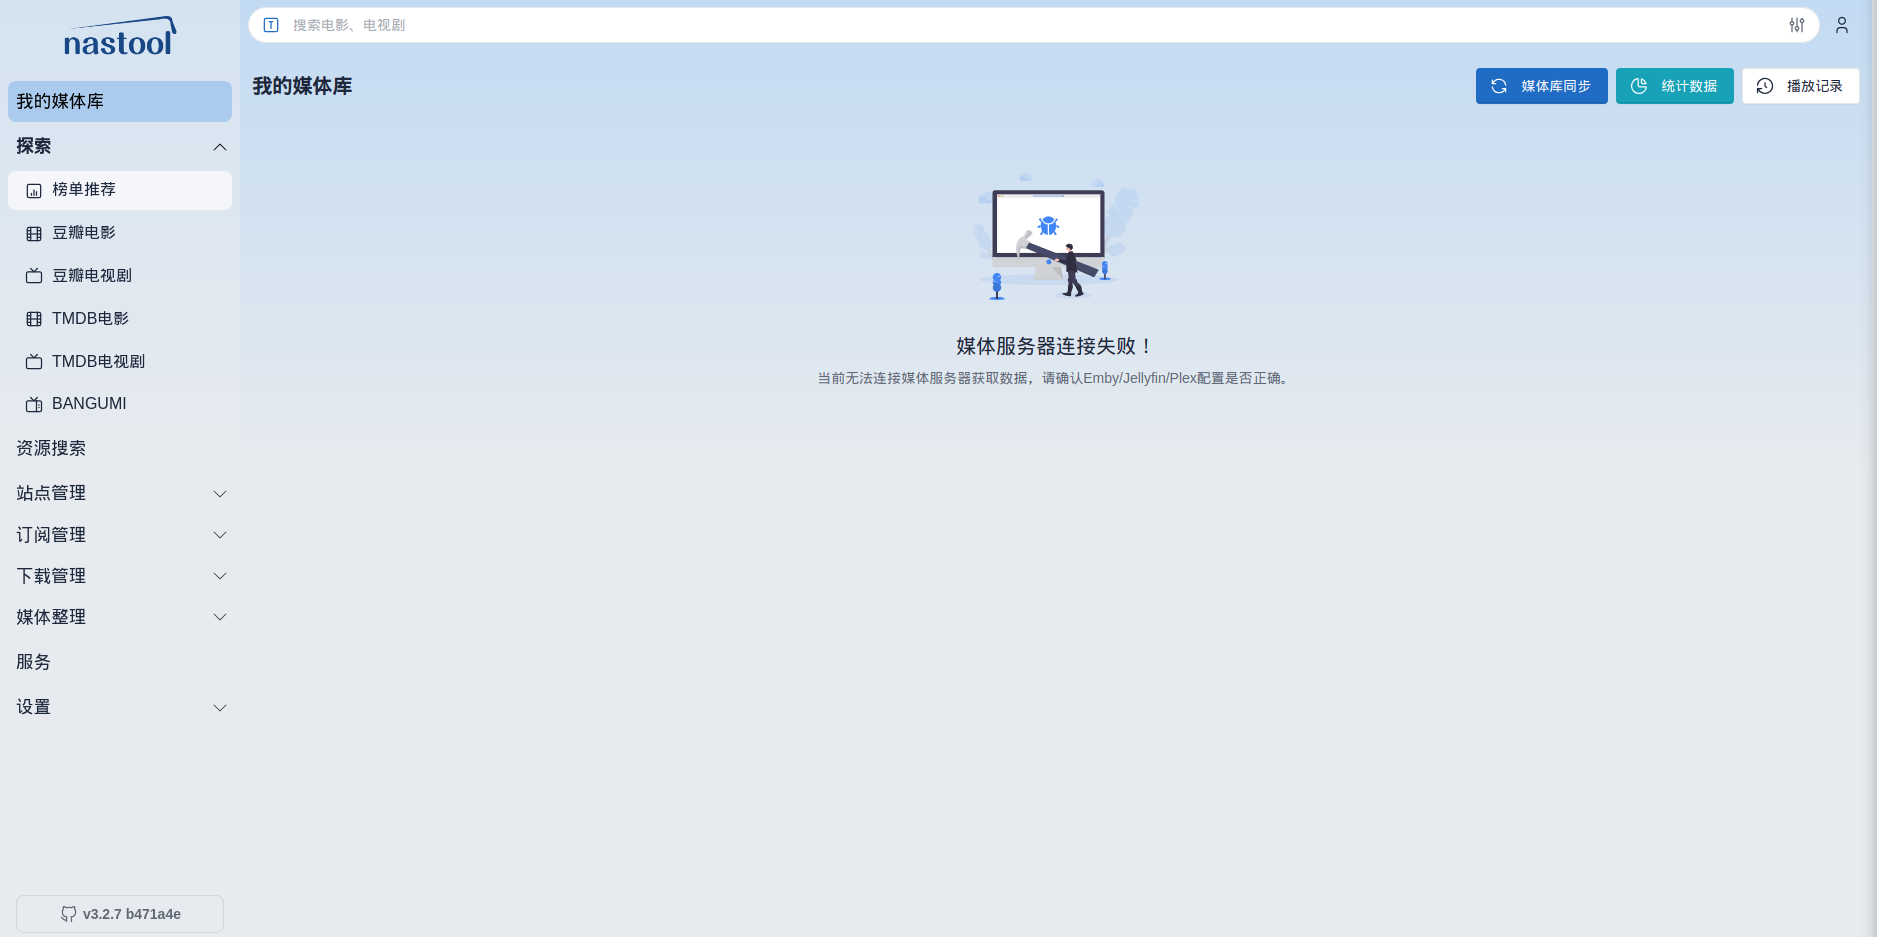 nastool
我的媒体库
探索
榜单推荐
豆瓣电影
豆瓣电视剧
TMDB电影
TMDB电视剧
BANGUMI
资源搜索
站点管理
订阅管理
下载管理
媒体整理
服务
设置
v3.2.7 b471a4e
T 搜索电影、电视剧
我的媒体库
媒体库同步 统计数据 播放记录
媒体服务器连接失败！
当前无法连接媒体服务器获取数据，请确认Emby/Jellyfin/Plex配置是否正确。